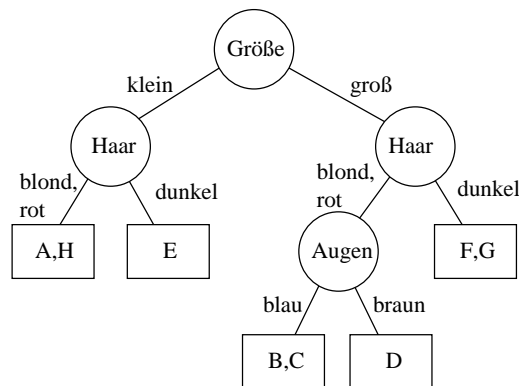 Größe
klein
groß
Haar
Haar
blond,
rot
dunkel
blond,
rot
dunkel
A,H
E
Augen
F,G
blau
braun
B,C
D